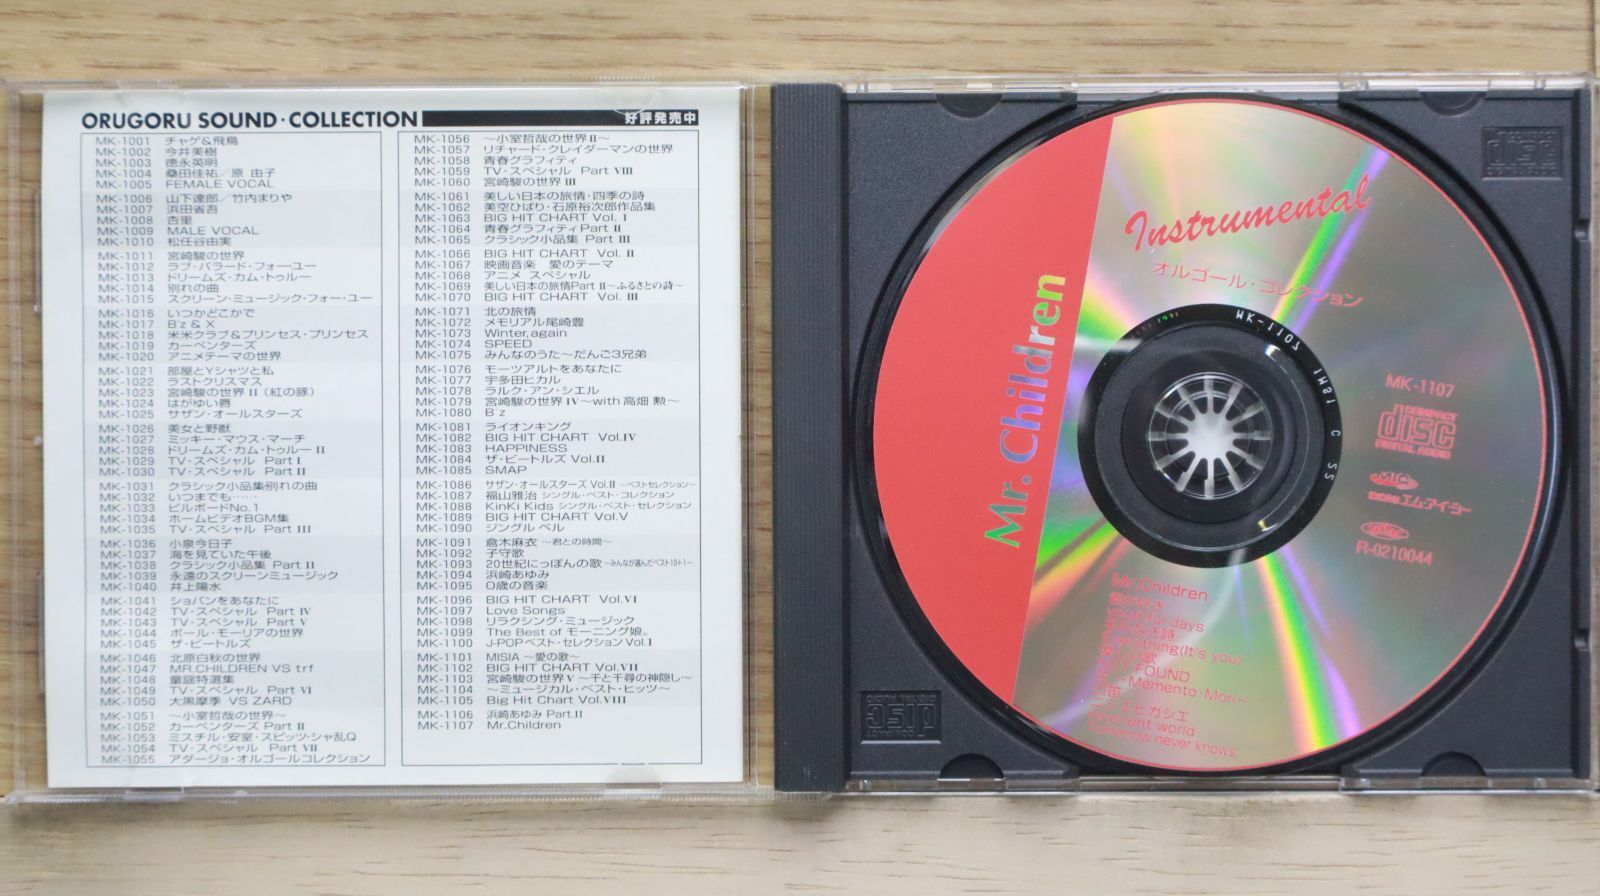 ORUGORU SOUND·COLLECTION
好評発売中
MK-1001 チャゲ&飛鳥
MK-1002 今井美樹
MK-1003 徳永英明
MK-1004 桑田佳祐／原 由子
MK-1005 FEMALE VOCAL
MK-1006 山下達郎／竹内まりや
MK-1007 浜田省吾
MK-1008 杏里
MK-1009 MALE VOCAL
MK-1010 松任谷由実
MK-1011 宮崎駿の世界
MK-1012 ラブ・バラード・フォー・ユー
MK-1013 ドリームズ・カム・トゥルー
MK-1014 別れの曲
MK-1015 スクリーン・ミュージック・フォー・ユー
MK-1016 いつかどこかで
MK-1017 B'z & X
MK-1018 米米クラブ&プリンセス・プリンセス
MK-1019 カーペンターズ
MK-1020 アニメテーマの世界
MK-1021 部屋とYシャツと私
MK-1022 ラストクリスマス
MK-1023 宮崎駿の世界 II（紅の豚）
MK-1024 はがゆい唇
MK-1025 サザン・オールスターズ
MK-1026 美女と野獣
MK-1027 ミッキー・マウス・マーチ
MK-1028 ドリームズ・カム・トゥルー II
MK-1029 TV・スペシャル Part I
MK-1030 TV・スペシャル Part II
MK-1031 クラシック小品集別れの曲
MK-1032 いつまでも……
MK-1033 ビルボードNo.1
MK-1034 ホームビデオBGM集
MK-1035 TV・スペシャル Part III
MK-1036 小泉今日子
MK-1037 海を見ていた午後
MK-1038 クラシック小品集 Part II
MK-1039 永遠のスクリーンミュージック
MK-1040 井上陽水
MK-1041 ショパンをあなたに
MK-1042 TV・スペシャル Part IV
MK-1043 TV・スペシャル Part V
MK-1044 ポール・モーリアの世界
MK-1045 ザ・ビートルズ
MK-1046 北原白秋の世界
MK-1047 MR.CHILDREN VS trf
MK-1048 童謡特選集
MK-1049 TV・スペシャル Part VI
MK-1050 大黒摩季 VS ZARD
MK-1051 〜小室哲哉の世界〜
MK-1052 カーペンターズ Part II
MK-1053 ミスチル・安室・スピッツ・シャ乱Q
MK-1054 TV・スペシャル Part VII
MK-1055 アダージョ・オルゴールコレクション
MK-1056 〜小室哲哉の世界II〜
MK-1057 リチャード・クレイダーマンの世界
MK-1058 青春グラフィティ
MK-1059 TV・スペシャル Part VIII
MK-1060 宮崎駿の世界 III
MK-1061 美しい日本の旅情・四季の詩
MK-1062 美空ひばり・石原裕次郎作品集
MK-1063 BIG HIT CHART Vol. I
MK-1064 青春グラフィティPart II
MK-1065 クラシック小品集 Part III
MK-1066 BIG HIT CHART Vol. II
MK-1067 映画音楽 愛のテーマ
MK-1068 アニメ スペシャル
MK-1069 美しい日本の旅情Part II〜ふるさとの詩〜
MK-1070 BIG HIT CHART Vol. III
MK-1071 北の旅情
MK-1072 メモリアル尾崎豊
MK-1073 Winter,again
MK-1074 SPEED
MK-1075 みんなのうた〜だんご3兄弟
MK-1076 モーツアルトをあなたに
MK-1077 宇多田ヒカル
MK-1078 ラルク・アン・シエル
MK-1079 宮崎駿の世界 IV〜with 高畑 勲〜
MK-1080 B'z
MK-1081 ライオンキング
MK-1082 BIG HIT CHART Vol.IV
MK-1083 HAPPINESS
MK-1084 ザ・ビートルズ Vol.II
MK-1085 SMAP
MK-1086 サザン・オールスターズ Vol.II 〜ベストセレクション〜
MK-1087 福山雅治 シングル・ベスト・コレクション
MK-1088 KinKi Kids シングル・ベスト・セレクション
MK-1089 BIG HIT CHART Vol.V
MK-1090 ジングル ベル
MK-1091 倉木麻衣 〜君との時間〜
MK-1092 子守歌
MK-1093 20世紀にっぽんの歌 〜みんなが選んだベスト10+1〜
MK-1094 浜崎あゆみ
MK-1095 0歳の音楽
MK-1096 BIG HIT CHART Vol.VI
MK-1097 Love Songs
MK-1098 リラクシング・ミュージック
MK-1099 The Best of モーニング娘。
MK-1100 J-POPベスト・セレクションVol.I
MK-1101 MISIA 〜愛の歌〜
MK-1102 BIG HIT CHART Vol.VII
MK-1103 宮崎駿の世界 V 〜千と千尋の神隠し〜
MK-1104 〜ミュージカル・ベスト・ヒッツ〜
MK-1105 Big Hit Chart Vol.VIII
MK-1106 浜崎あゆみ Part.II
MK-1107 Mr.Children
Instrumental
オルゴール・コレクション
Mr. Children
MK-1107
COMPACT
disc
DIGITAL AUDIO
MIC
エム・アイ・シー
R-0210044
Mr.Children
youthful days
Everything(It's you)
FOUND
-Memento-Mori-
ニシエヒガシエ
tomorrow never knows
MK-1107